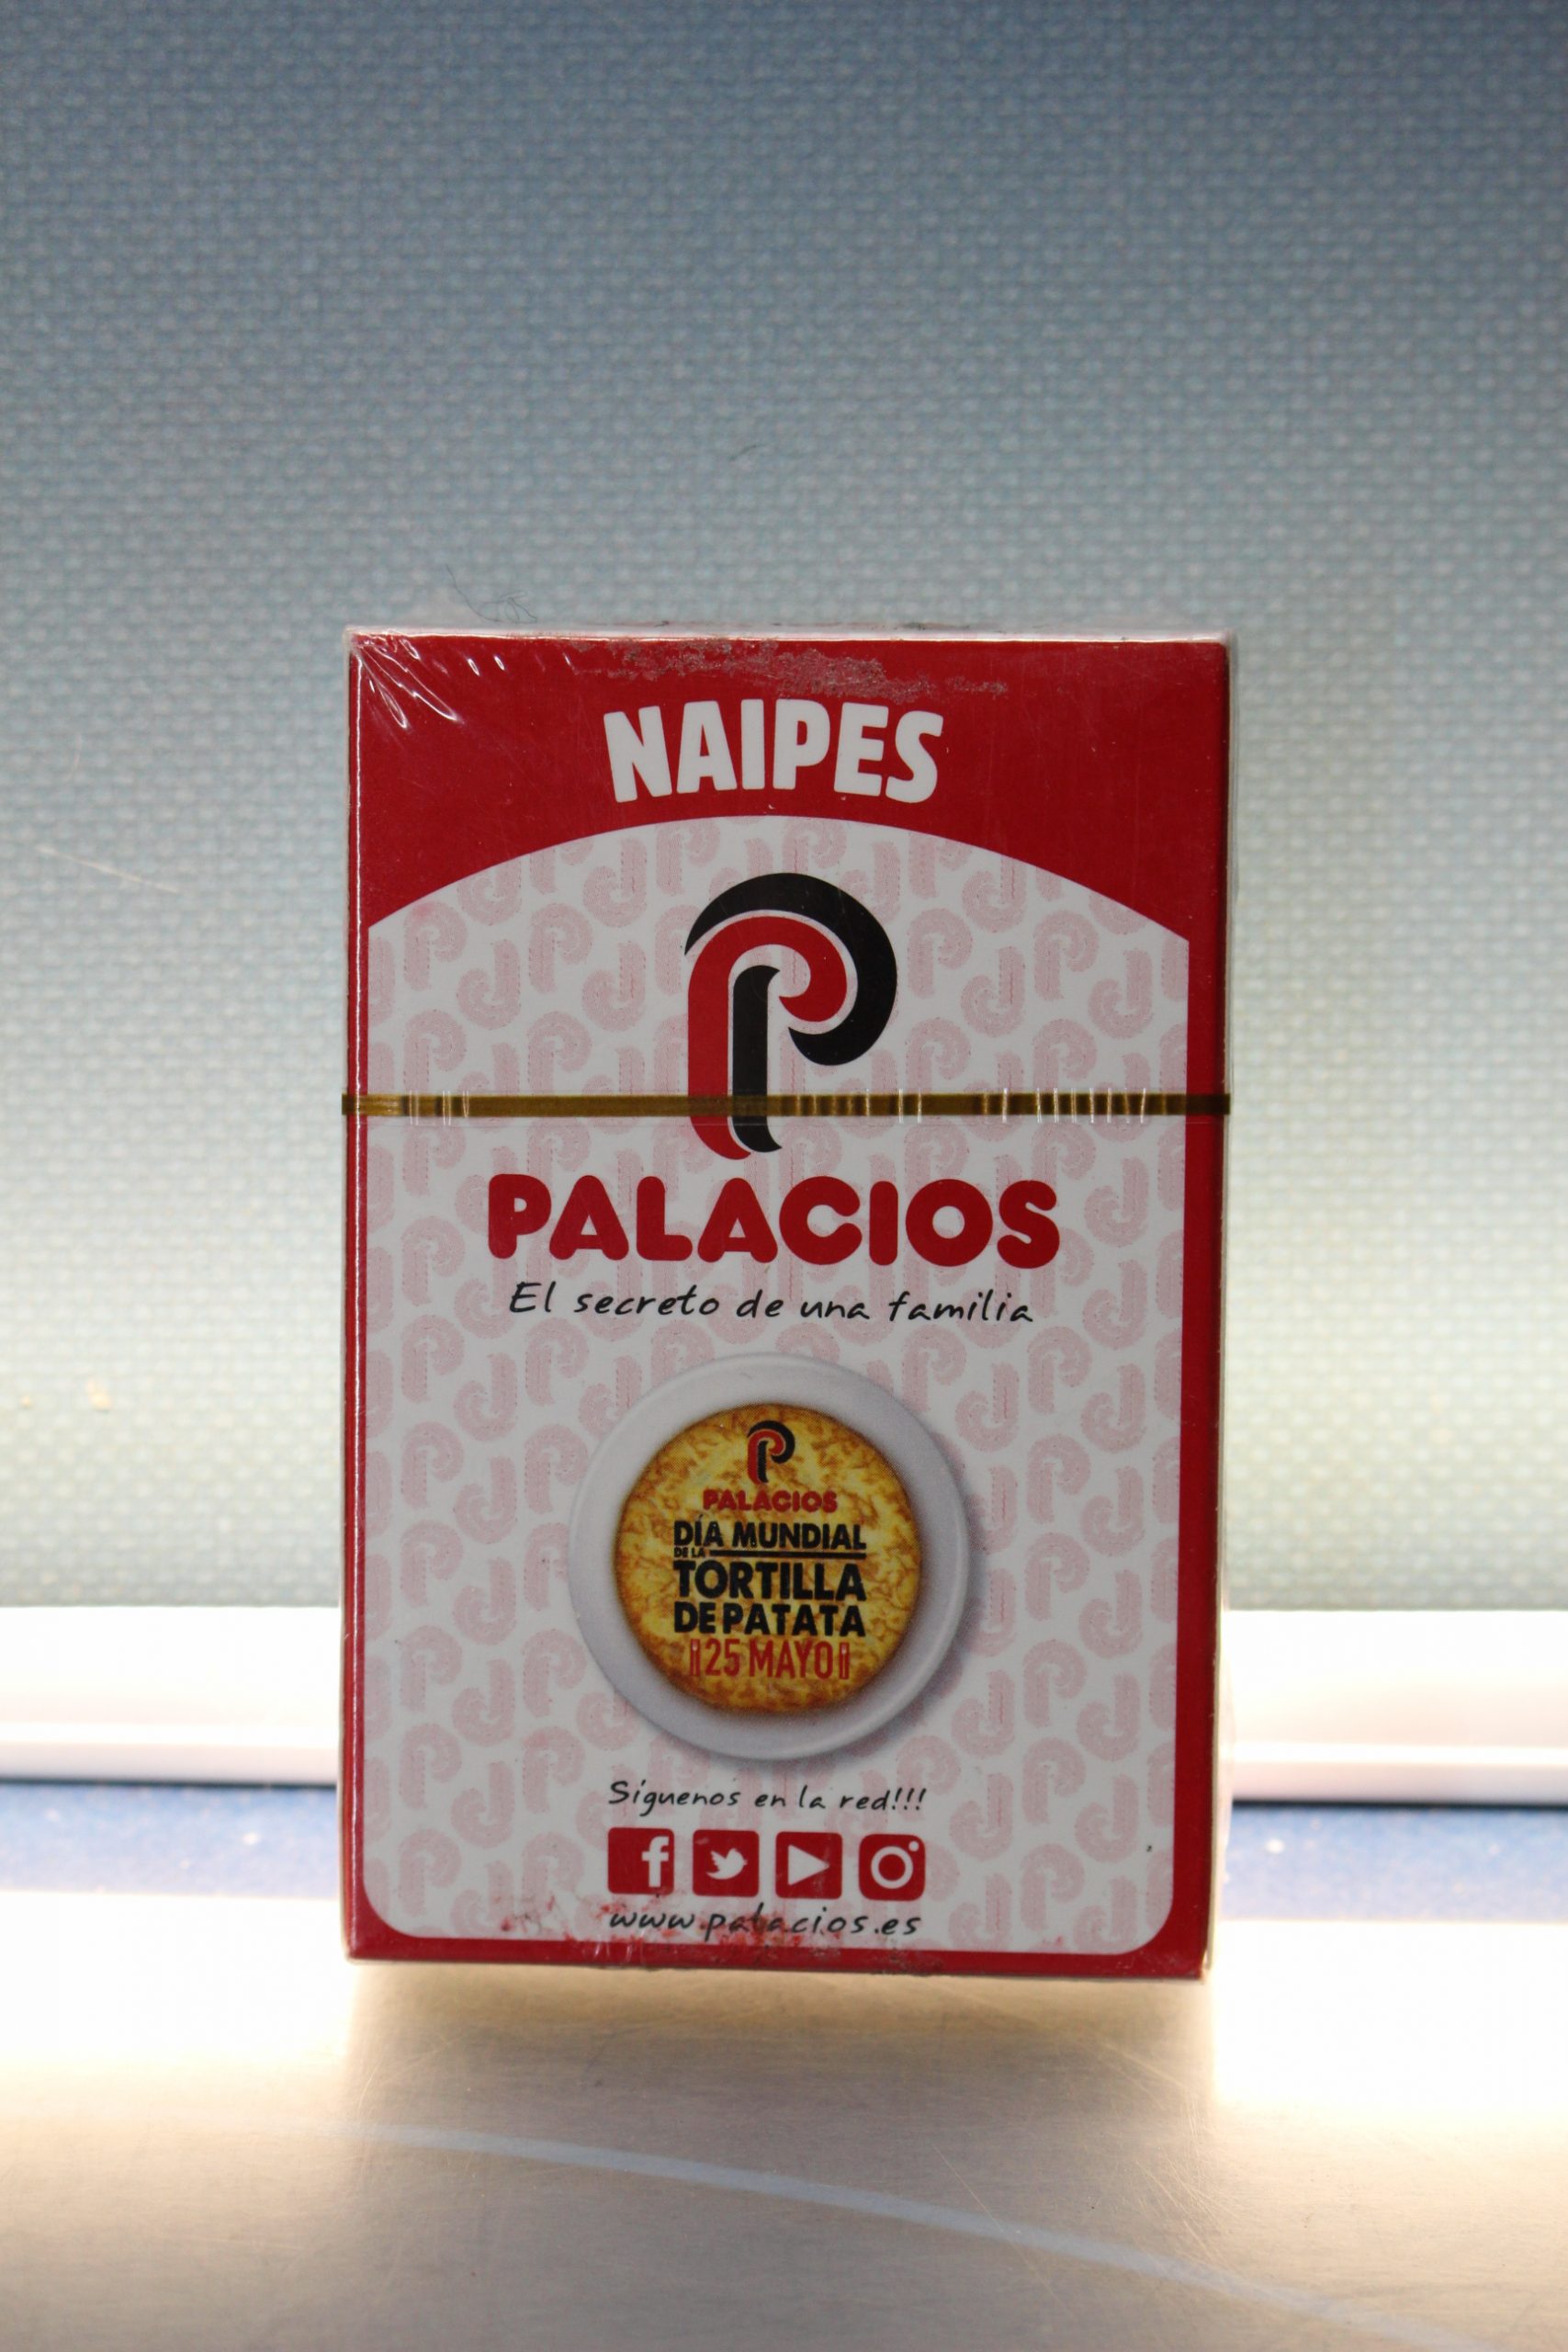 NAIPES
PALACIOS
El secreto de una familia
PALACIOS
DÍA MUNDIAL
DE LA
TORTILLA
DE PATATA
25 MAYO
Síguenos en la red!!!
www.palacios.es